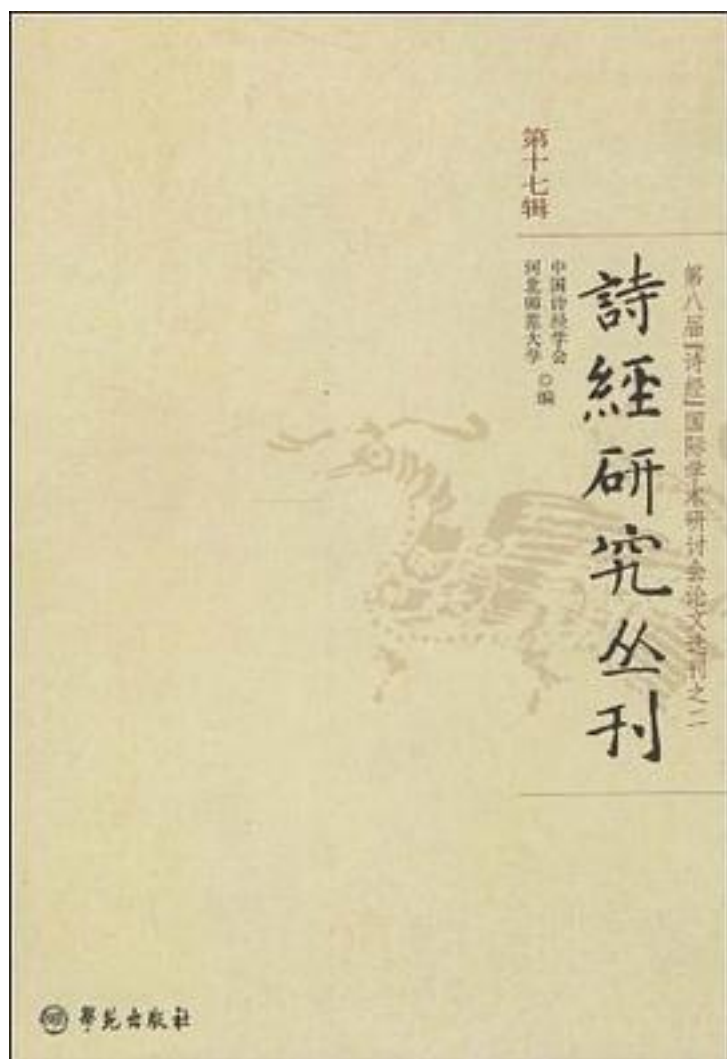 第十七辑
第八届『诗经』国际学术研讨会论文选刊之二
詩經研究丛刊
中国诗经学会
河北师范大学
◎编
學苑出版社